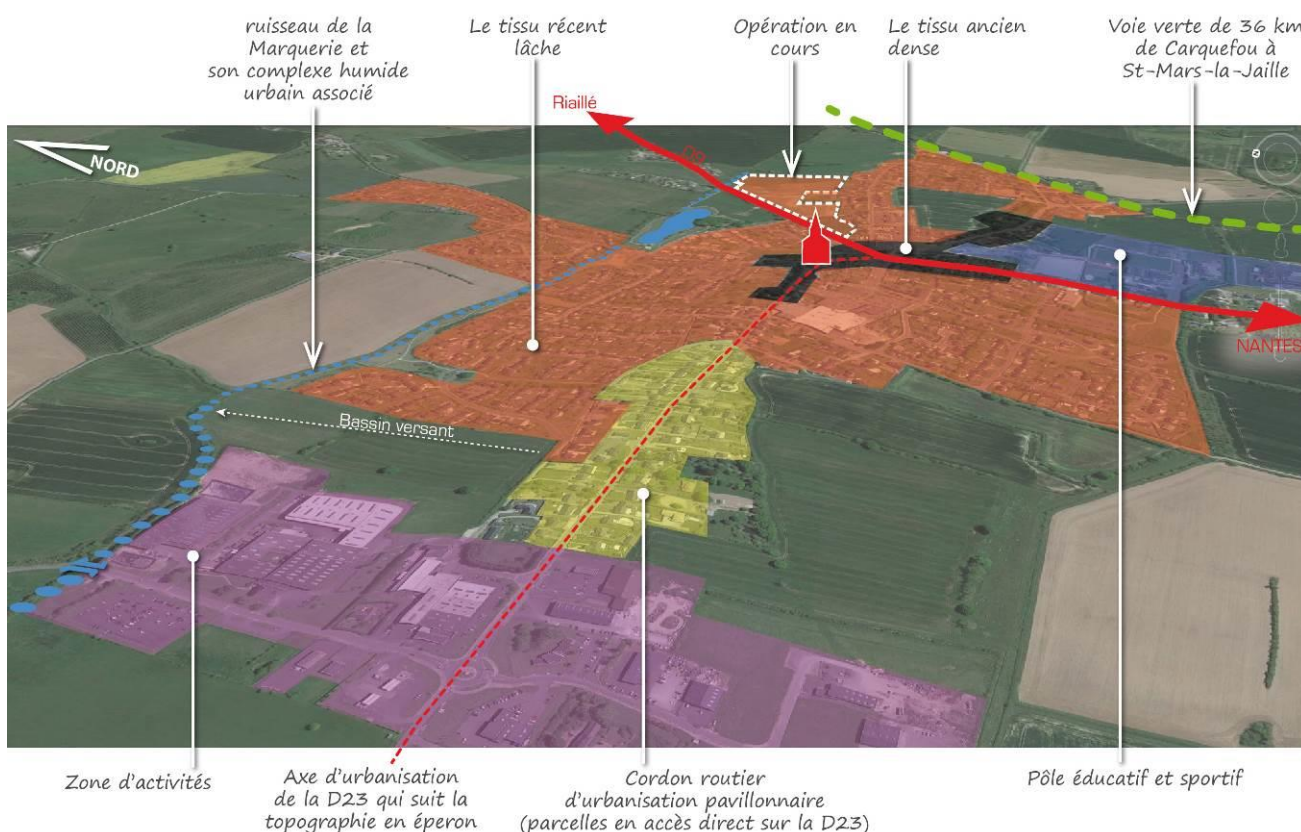 ruisseau de la
Marquerie et
son complexe humide
urbain associé
Le tissu récent
lâche
Opération en
cours
Le tissu ancien
dense
Voie verte de 36 km
de Carquefou à
St-Mars-la-Jaille
Riaillé
NORD
D9
NANTES
Bassin versant
Zone d'activités
Axe d'urbanisation
de la D23 qui suit la
topographie en éperon
Cordon routier
d'urbanisation pavillonnaire
(parcelles en accès direct sur la D23)
Pôle éducatif et sportif